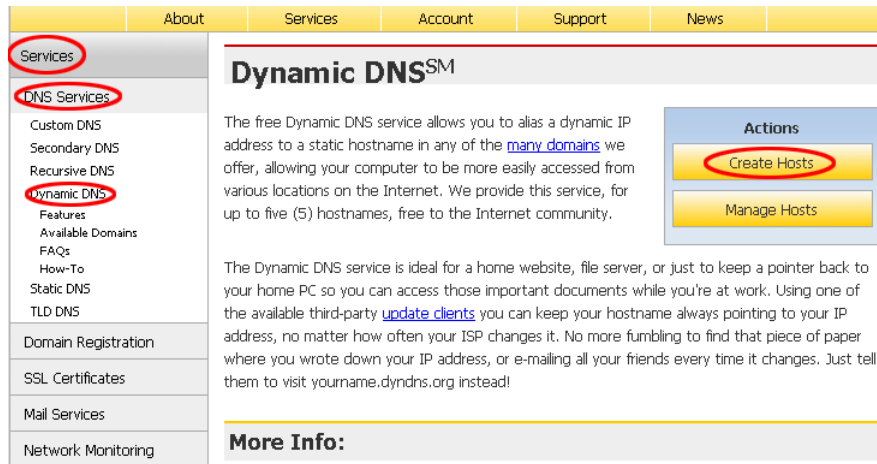 About Services Account Support News
Services
DNS Services
Custom DNS
Secondary DNS
Recursive DNS
Dynamic DNS
Features
Available Domains
FAQs
How-To
Static DNS
TLD DNS
Domain Registration
SSL Certificates
Mail Services
Network Monitoring
Dynamic DNSSM
The free Dynamic DNS service allows you to alias a dynamic IP
address to a static hostname in any of the many domains we
offer, allowing your computer to be more easily accessed from
various locations on the Internet. We provide this service, for
up to five (5) hostnames, free to the Internet community.
Actions
Create Hosts
Manage Hosts
The Dynamic DNS service is ideal for a home website, file server, or just to keep a pointer back to
your home PC so you can access those important documents while you're at work. Using one of
the available third-party update clients you can keep your hostname always pointing to your IP
address, no matter how often your ISP changes it. No more fumbling to find that piece of paper
where you wrote down your IP address, or e-mailing all your friends every time it changes. Just tell
them to visit yourname.dyndns.org instead!
More Info: